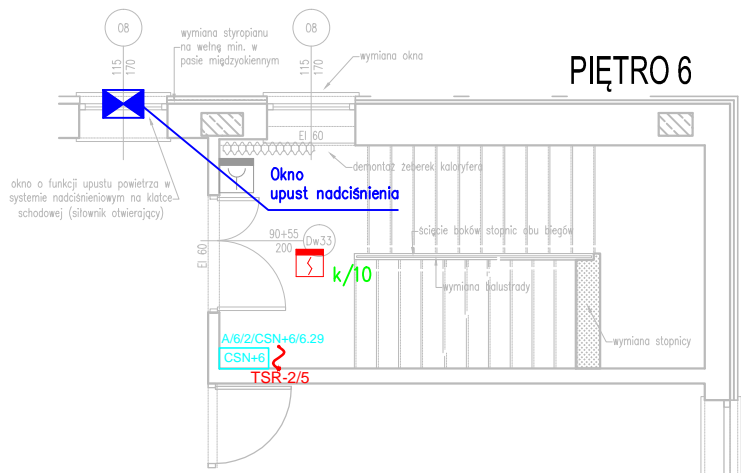 08
08
wymiana styropianu
na wełnę min. w
pasie międzyokiennym
wymiana okna
PIĘTRO 6
115
170
115
170
EI 60
demontaż żeberek kaloryfera
Okno
upust nadciśnienia
okno o funkcji upustu powietrza w
systemie nadciśnieniowym na klatce
schodowej (siłownik otwierający)
90+55
200
Dw33
EI 60
ścięcie boków stopnic obu biegów
k/10
wymiana balustrady
wymiana stopnicy
A/6/2/CSN+6/6.29
CSN+6
TSR-2/5